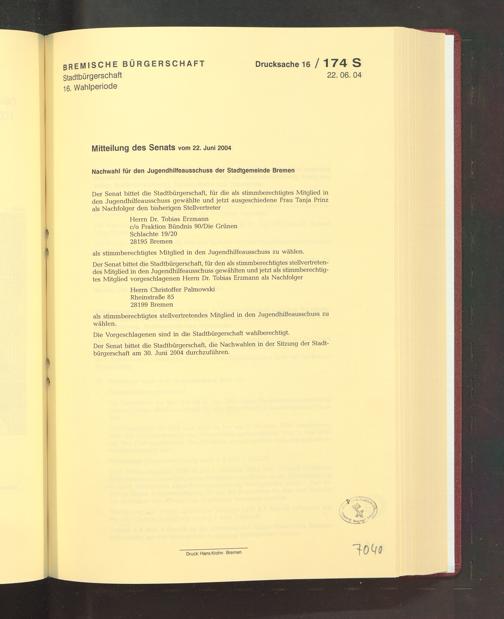 BREMISCHE BÜRGERSCHAFT
Stadtbürgerschaft
16. Wahlperiode
Drucksache 16 / 174 S
22. 06. 04
Mitteilung des Senats vom 22. Juni 2004
Nachwahl für den Jugendhilfeausschuss der Stadtgemeinde Bremen
Der Senat bittet die Stadtbürgerschaft, für die als stimmberechtigtes Mitglied in
den Jugendhilfeausschuss gewählte und jetzt ausgeschiedene Frau Tanja Prinz
als Nachfolger den bisherigen Stellvertreter
Herrn Dr. Tobias Erzmann
c/o Fraktion Bündnis 90/Die Grünen
Schlachte 19/20
28195 Bremen
als stimmberechtigtes Mitglied in den Jugendhilfeausschuss zu wählen.
Der Senat bittet die Stadtbürgerschaft, für den als stimmberechtigtes stellvertreten-
des Mitglied in den Jugendhilfeausschuss gewählten und jetzt als stimmberechtig-
tes Mitglied vorgeschlagenen Herrn Dr. Tobias Erzmann als Nachfolger
Herrn Christoffer Palmowski
Rheinstraße 85
28199 Bremen
als stimmberechtigtes stellvertretendes Mitglied in den Jugendhilfeausschuss zu
wählen.
Die Vorgeschlagenen sind in die Stadtbürgerschaft wahlberechtigt.
Der Senat bittet die Stadtbürgerschaft, die Nachwahlen in der Sitzung der Stadt-
bürgerschaft am 30. Juni 2004 durchzuführen.
Druck: Hans Krohn · Bremen
7040